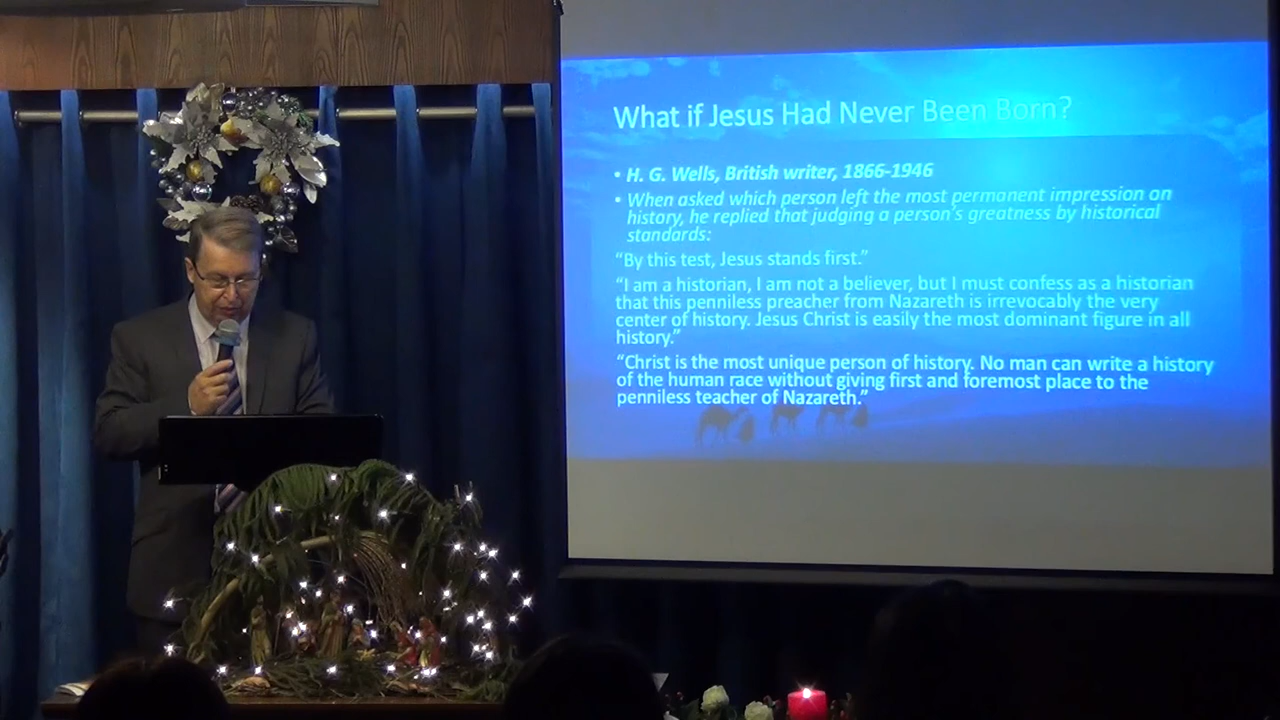 What if Jesus Had Never Been Born?
• H. G. Wells, British writer, 1866-1946
• When asked which person left the most permanent impression on
history, he replied that judging a person's greatness by historical
standards:
“By this test, Jesus stands first.”
“I am a historian, I am not a believer, but I must confess as a historian
that this penniless preacher from Nazareth is irrevocably the very
center of history. Jesus Christ is easily the most dominant figure in all
history.”
“Christ is the most unique person of history. No man can write a history
of the human race without giving first and foremost place to the
penniless teacher of Nazareth.”